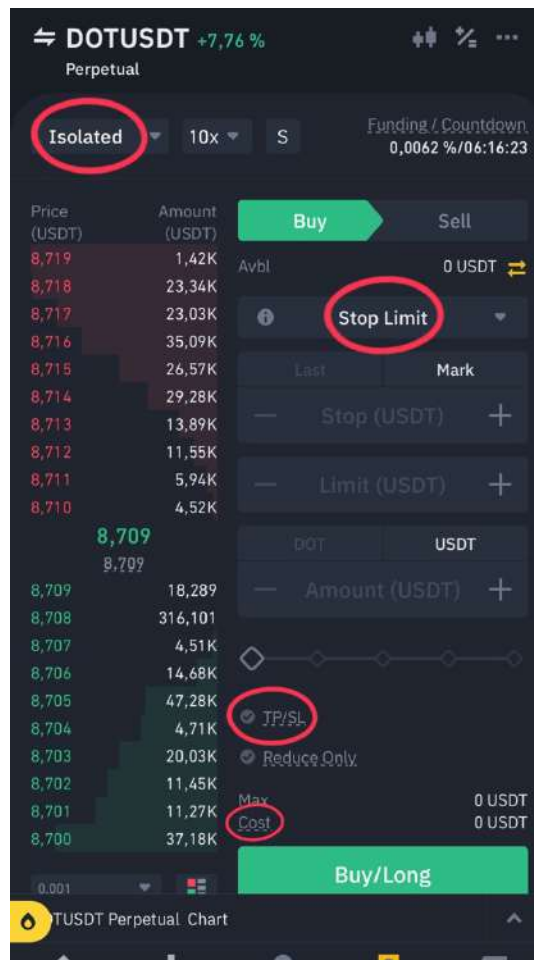 DOTUSDT +7,76 %
Perpetual
Isolated 10x S
Funding / Countdown
0,0062 %/06:16:23
Price (USDT) Amount (USDT)
Buy Sell
8,719 1,42K
Avbl 0 USDT
8,718 23,34K
8,717 23,03K
Stop Limit
8,716 35,09K
8,715 26,57K
Last Mark
8,714 29,28K
8,713 13,89K
Stop (USDT)
8,712 11,55K
8,711 5,94K
Limit (USDT)
8,710 4,52K
8,709
8,709
DOT USDT
8,709 18,289
Amount (USDT)
8,708 316,101
8,707 4,51K
8,706 14,68K
8,705 47,28K
TP/SL
8,704 4,71K
8,703 20,03K
Reduce Only
8,702 11,45K
Max 0 USDT
8,701 11,27K
Cost 0 USDT
8,700 37,18K
Buy/Long
0.001
OTUSDT Perpetual Chart